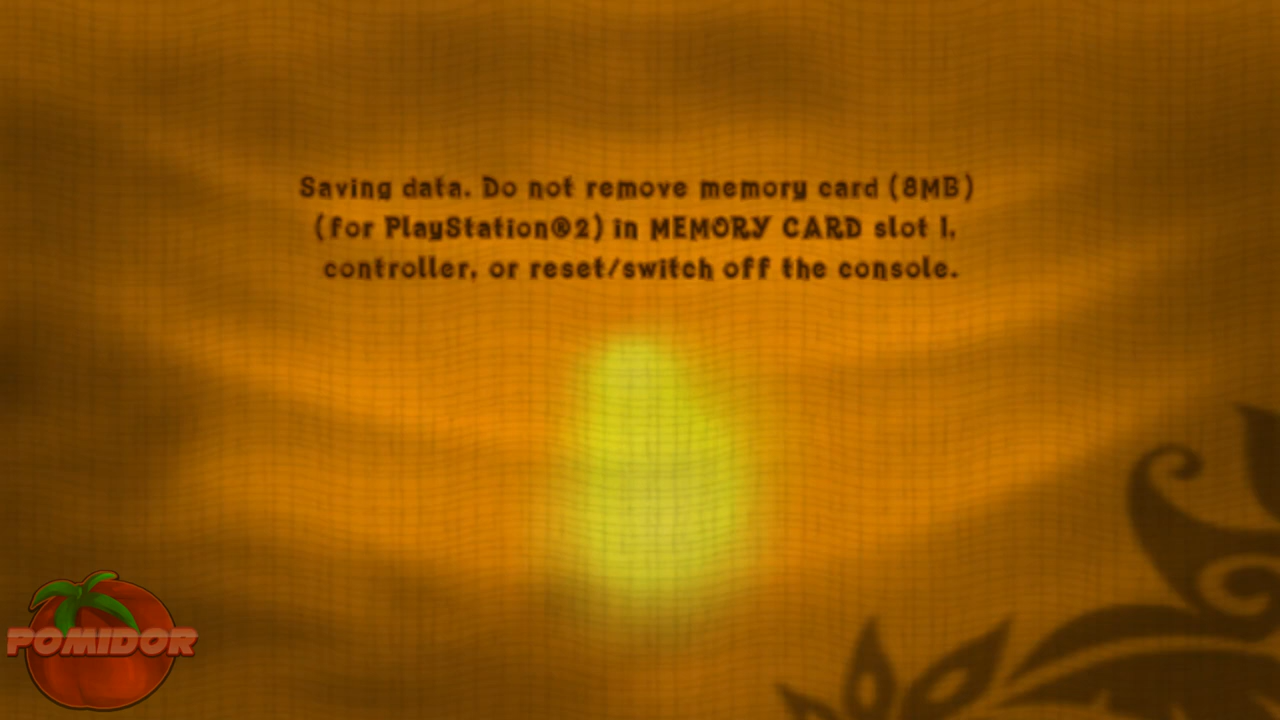 Saving data. Do not remove memory card (8MB)
(for PlayStation®2) in MEMORY CARD slot 1,
controller, or reset/switch off the console.
POMIDOR